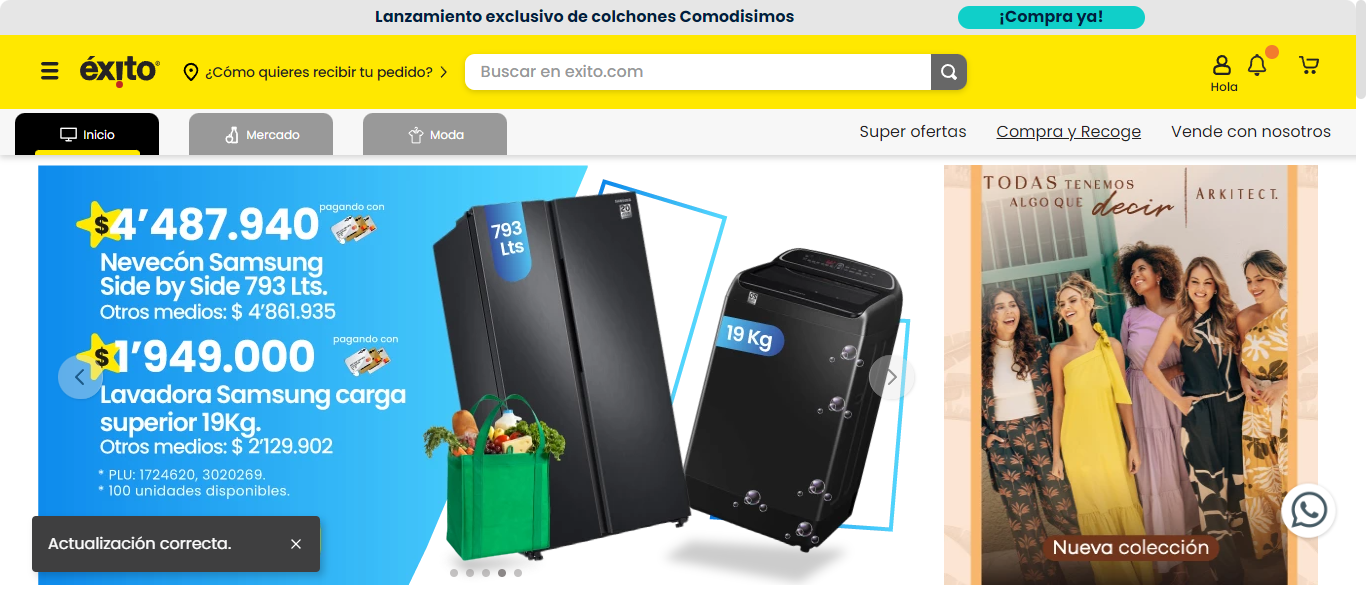 Lanzamiento exclusivo de colchones Comodisimos
¡Compra ya!
éxito
¿Cómo quieres recibir tu pedido?
Buscar en exito.com
Hola
Inicio
Mercado
Moda
Super ofertas
Compra y Recoge
Vende con nosotros
$4’487.940
pagando con
Nevecón Samsung
Side by Side 793 Lts.
Otros medios: $ 4’861.935
$1’949.000
pagando con
Lavadora Samsung carga
superior 19Kg.
Otros medios: $ 2’129.902
* PLU: 1724620, 3020269.
* 100 unidades disponibles.
793
Lts
SAMSUNG
20
19 Kg
TODAS TENEMOS
ALGO QUE decir
ARKITECT.
Nueva colección
Actualización correcta.